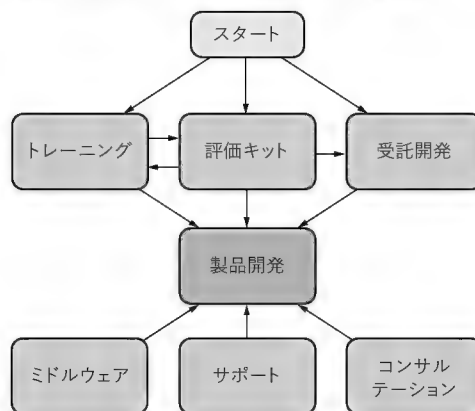 スタート
トレーニング
評価キット
受託開発
製品開発
ミドルウェア
サポート
コンサル
テーション